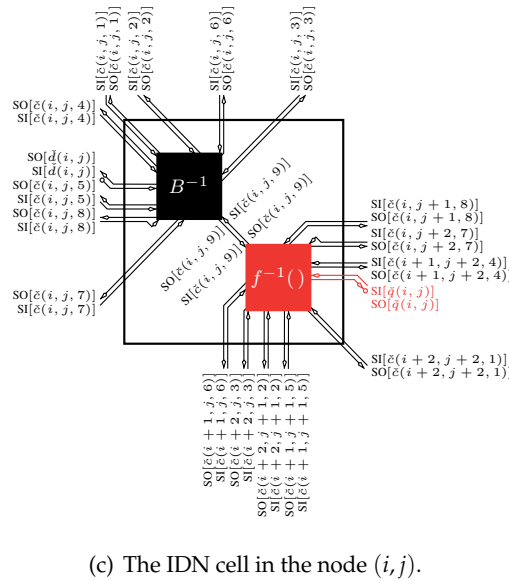 SI[č(i, j, 1)]
SO[č(i, j, 1)]
SI[č(i, j, 2)]
SO[č(i, j, 2)]
SI[č(i, j, 6)]
SO[č(i, j, 6)]
SI[č(i, j, 3)]
SO[č(i, j, 3)]
SO[č(i, j, 4)]
SI[č(i, j, 4)]
SO[ď(i, j)]
SI[ď(i, j)]
SO[č(i, j, 5)]
SI[č(i, j, 5)]
SO[č(i, j, 8)]
SI[č(i, j, 8)]
SO[č(i, j, 7)]
SI[č(i, j, 7)]
B⁻¹
SI[č(i, j, 9)]
SO[č(i, j, 9)]
SO[č(i, j, 9)]
SI[č(i, j, 9)]
f⁻¹()
SI[č(i, j + 1, 8)]
SO[č(i, j + 1, 8)]
SI[č(i, j + 2, 7)]
SO[č(i, j + 2, 7)]
SI[č(i + 1, j + 2, 4)]
SO[č(i + 1, j + 2, 4)]
SI[q̌(i, j)]
SO[q̌(i, j)]
SI[č(i + 2, j + 2, 1)]
SO[č(i + 2, j + 2, 1)]
SO[č(i + 1, j, 6)]
SI[č(i + 1, j, 6)]
SO[č(i + 2, j, 3)]
SI[č(i + 2, j, 3)]
SO[č(i + 2, j + 1, 2)]
SI[č(i + 2, j + 1, 2)]
SO[č(i + 1, j + 1, 5)]
SI[č(i + 1, j + 1, 5)]
(c) The IDN cell in the node (i, j).